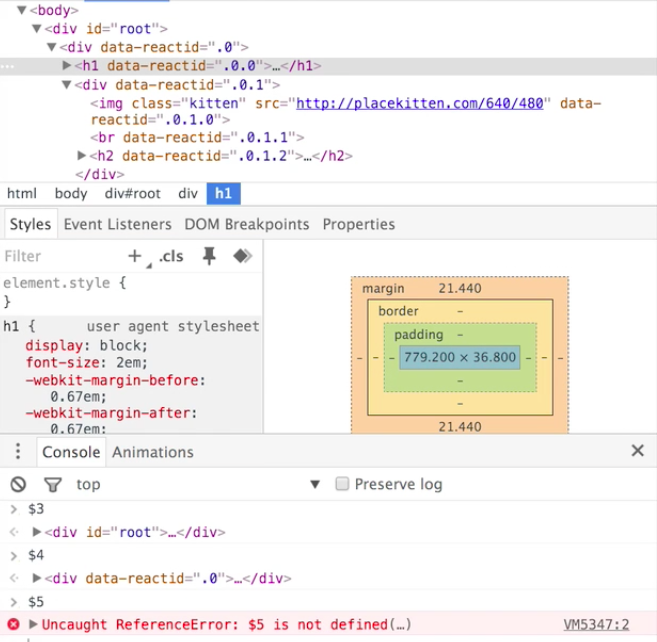 ▼<body>
▼<div id="root">
▼<div data-reactid=".0">
... ▶<h1 data-reactid=".0.0">…</h1>
▼<div data-reactid=".0.1">
<img class="kitten" src="http://placekitten.com/640/480" data-
reactid=".0.1.0">
<br data-reactid=".0.1.1">
▶<h2 data-reactid=".0.1.2">…</h2>
</div>
html body div#root div h1
Styles Event Listeners DOM Breakpoints Properties
Filter + .cls
element.style {
}
h1 { user agent stylesheet
display: block;
font-size: 2em;
-webkit-margin-before:
0.67em;
-webkit-margin-after:
0.67em;
margin 21.440
border –
padding –
– – – 779.200 × 36.800 – – –
–
–
21.440
Console Animations
top ▼ Preserve log
> $3
<· ▶<div id="root">…</div>
> $4
<· ▶<div data-reactid=".0">…</div>
> $5
▶Uncaught ReferenceError: $5 is not defined(…) VM5347:2